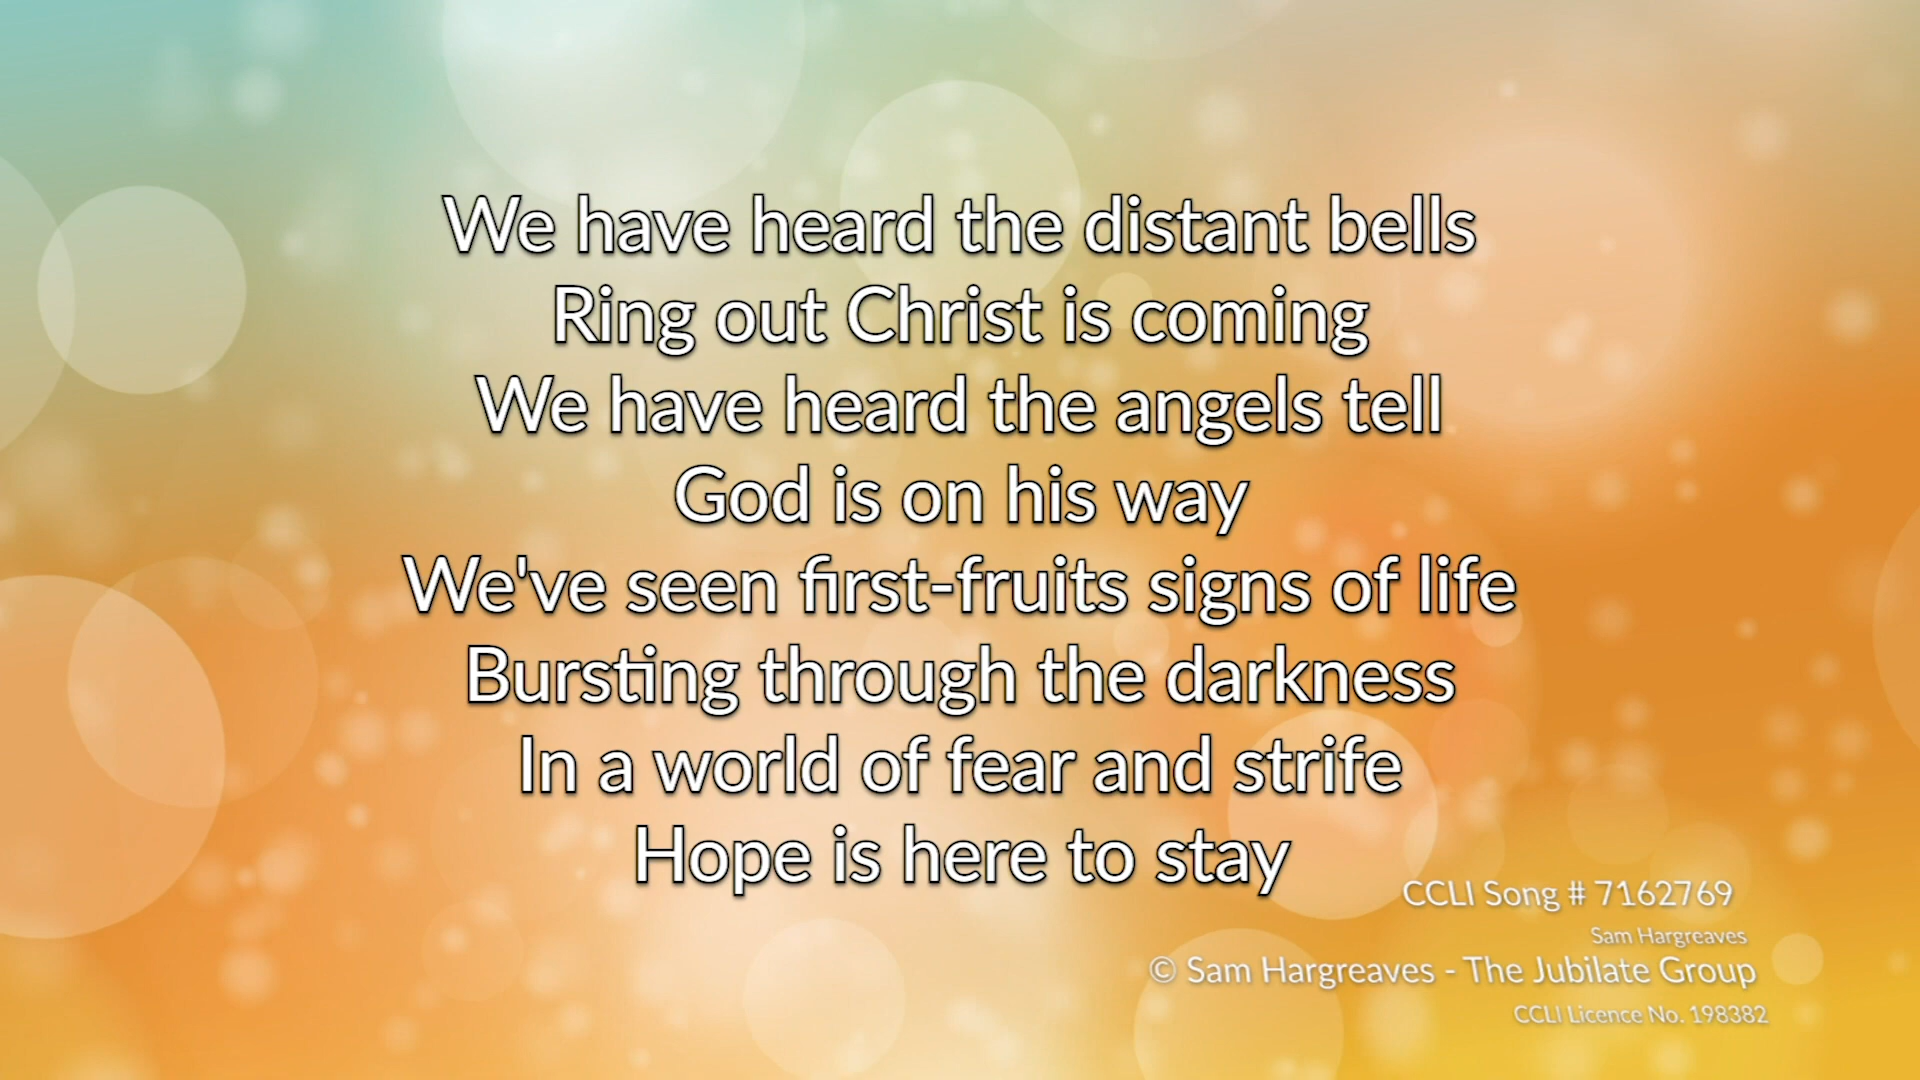 We have heard the distant bells
Ring out Christ is coming
We have heard the angels tell
God is on his way
We've seen first-fruits signs of life
Bursting through the darkness
In a world of fear and strife
Hope is here to stay
CCLI Song # 7162769
Sam Hargreaves
© Sam Hargreaves - The Jubilate Group
CCLI Licence No. 198382